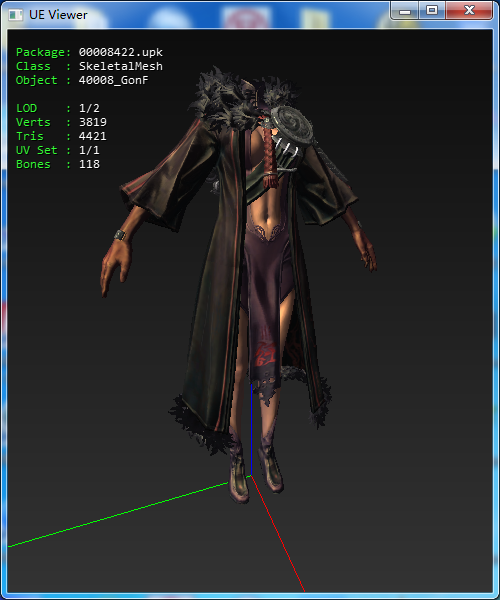 UE Viewer
Package: 00008422.upk
Class : SkeletalMesh
Object : 40008_GonF
LOD : 1/2
Verts : 3819
Tris : 4421
UV Set : 1/1
Bones : 118